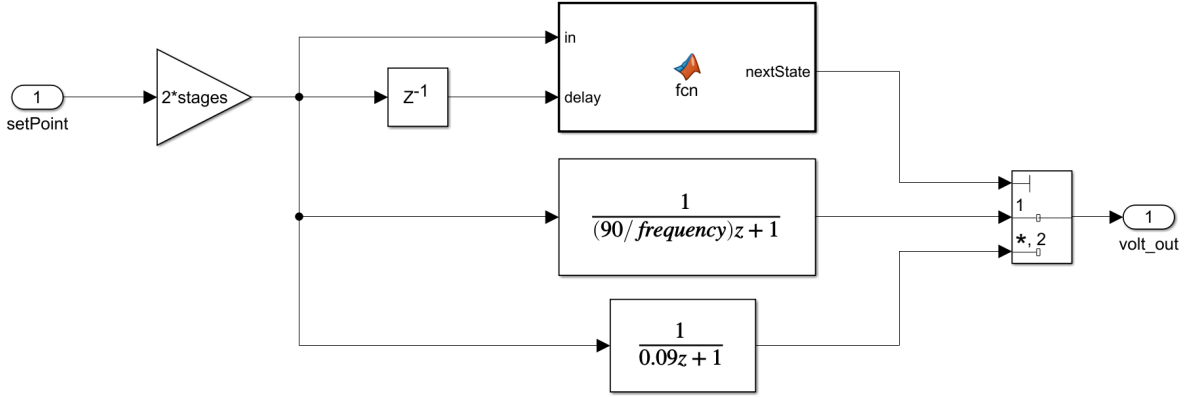 1
setPoint
2*stages
Z-1
in
delay
fcn
nextState
1
(90/frequency)z + 1
1
0.09z + 1
1
*, 2
1
volt_out